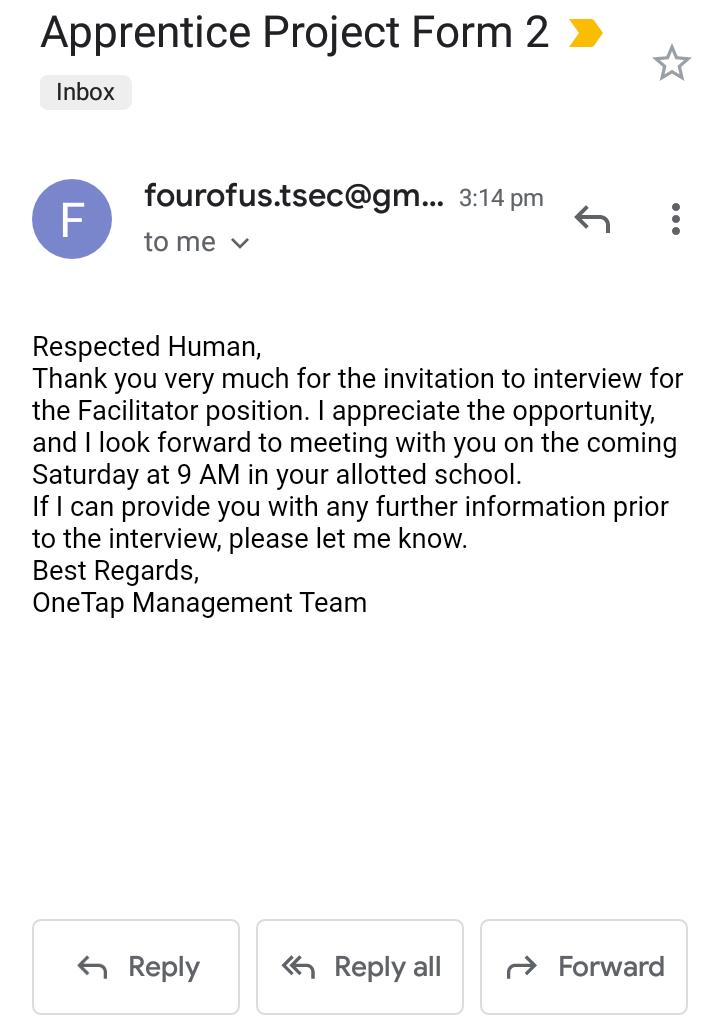 Apprentice Project Form 2
Inbox
F
fourofus.tsec@gm... 3:14 pm
to me
Respected Human,
Thank you very much for the invitation to interview for
the Facilitator position. I appreciate the opportunity,
and I look forward to meeting with you on the coming
Saturday at 9 AM in your allotted school.
If I can provide you with any further information prior
to the interview, please let me know.
Best Regards,
OneTap Management Team
Reply
Reply all
Forward